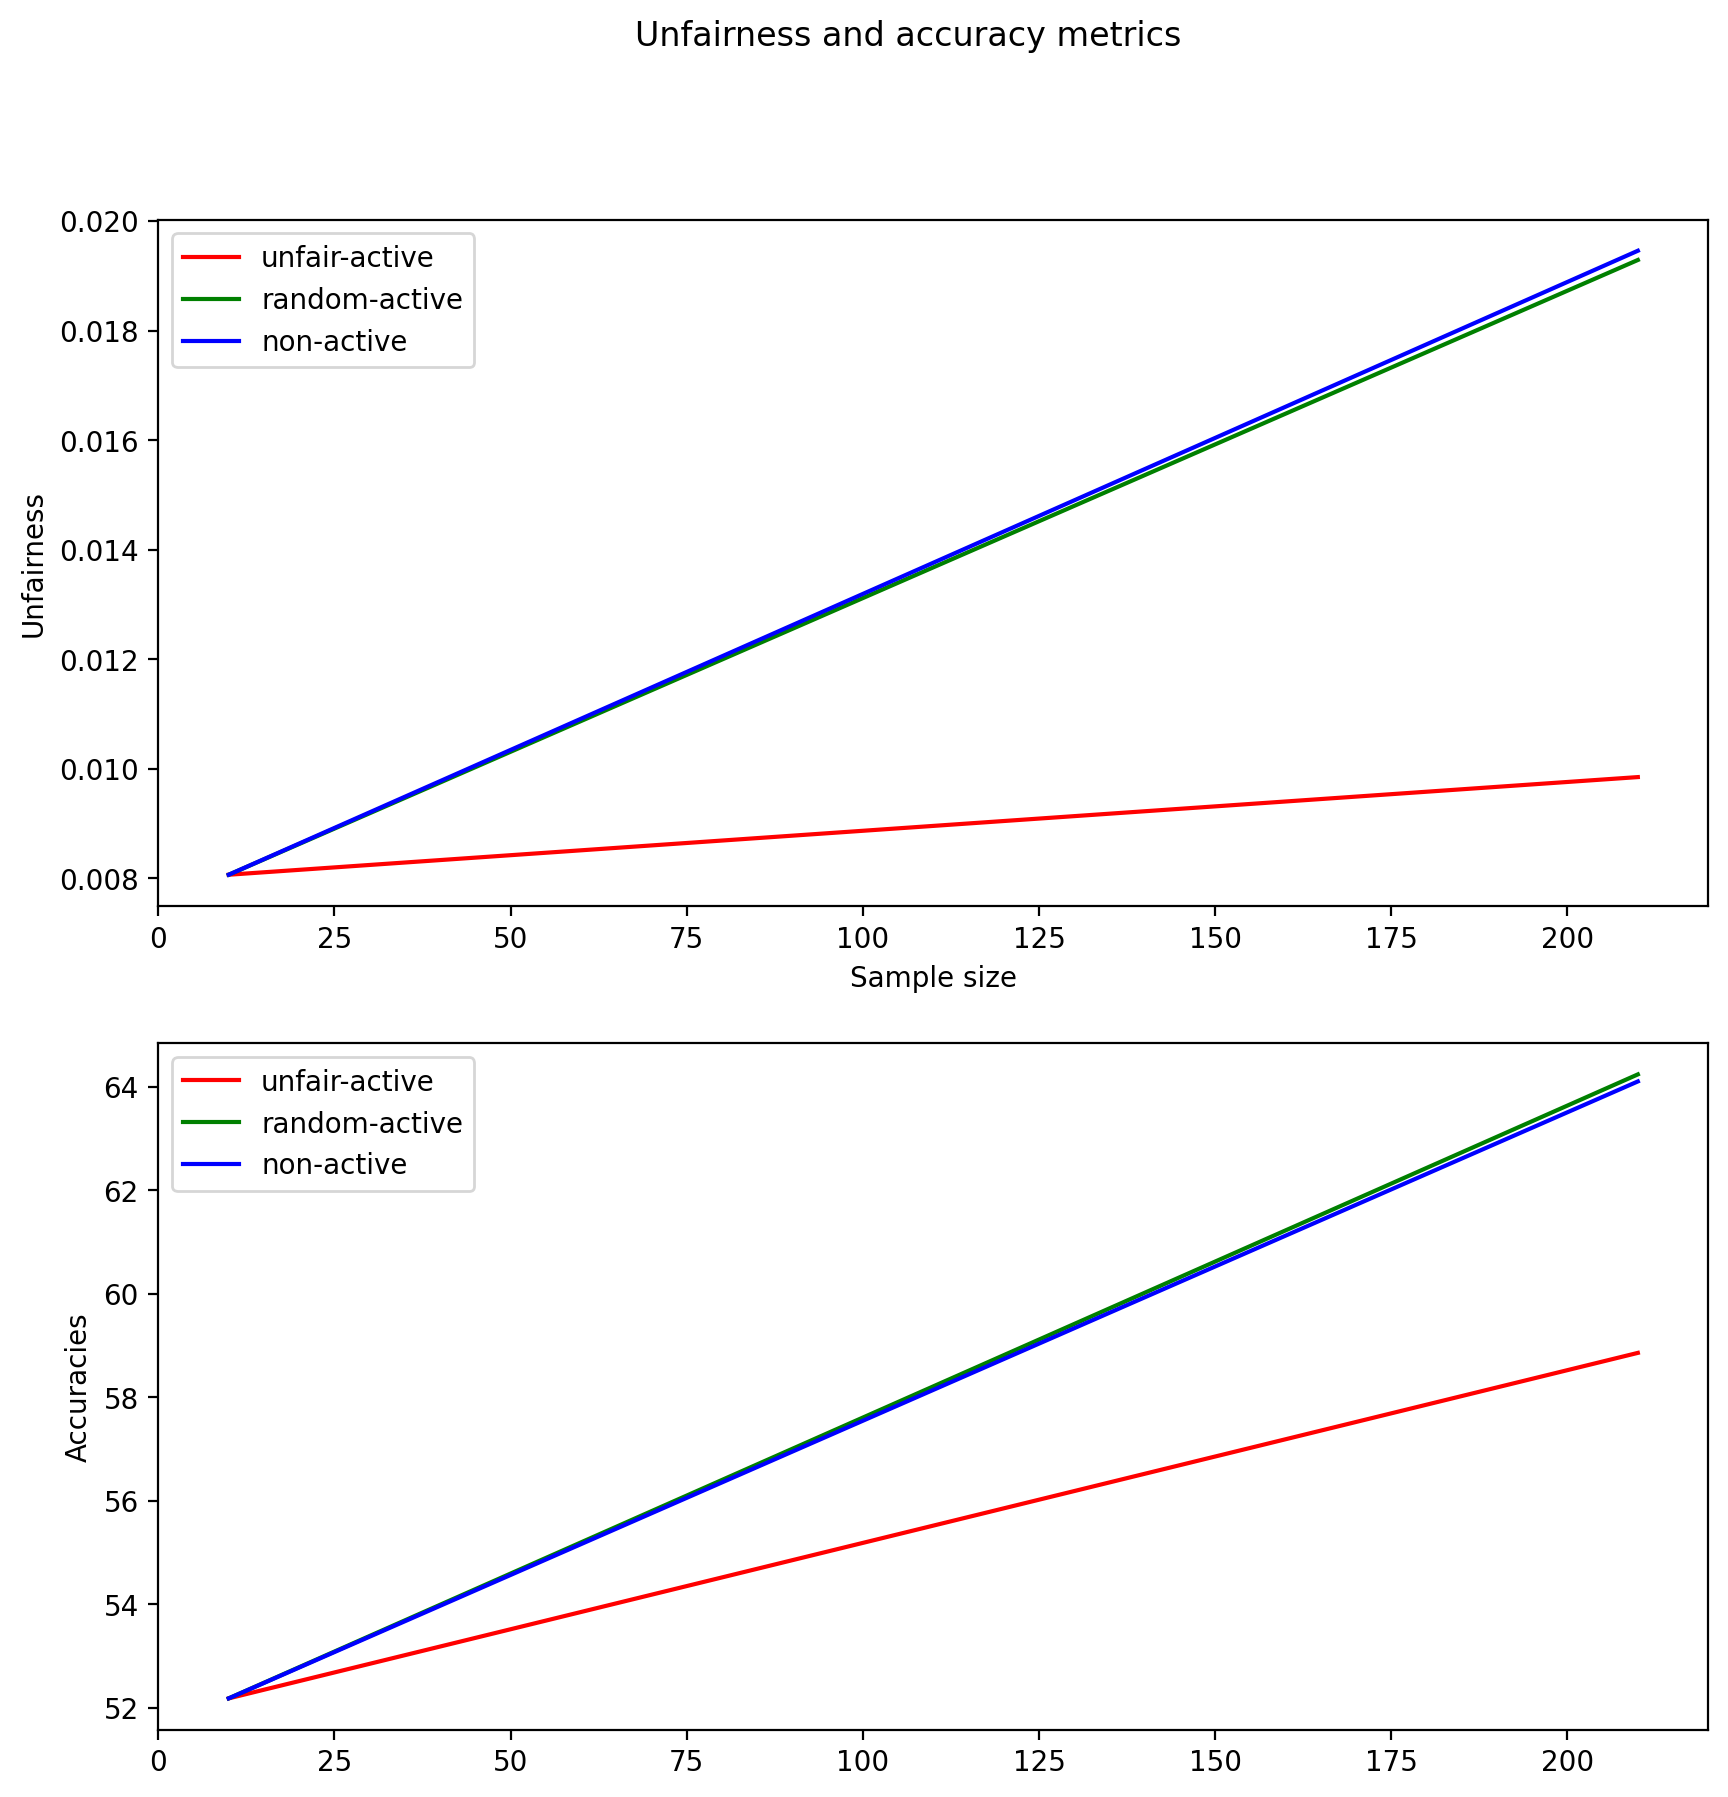 Unfairness and accuracy metrics
0.020
0.018
0.016
0.014
0.012
0.010
0.008
Unfairness
unfair-active
random-active
non-active
0 25 50 75 100 125 150 175 200
Sample size
64
62
60
58
56
54
52
Accuracies
unfair-active
random-active
non-active
0 25 50 75 100 125 150 175 200